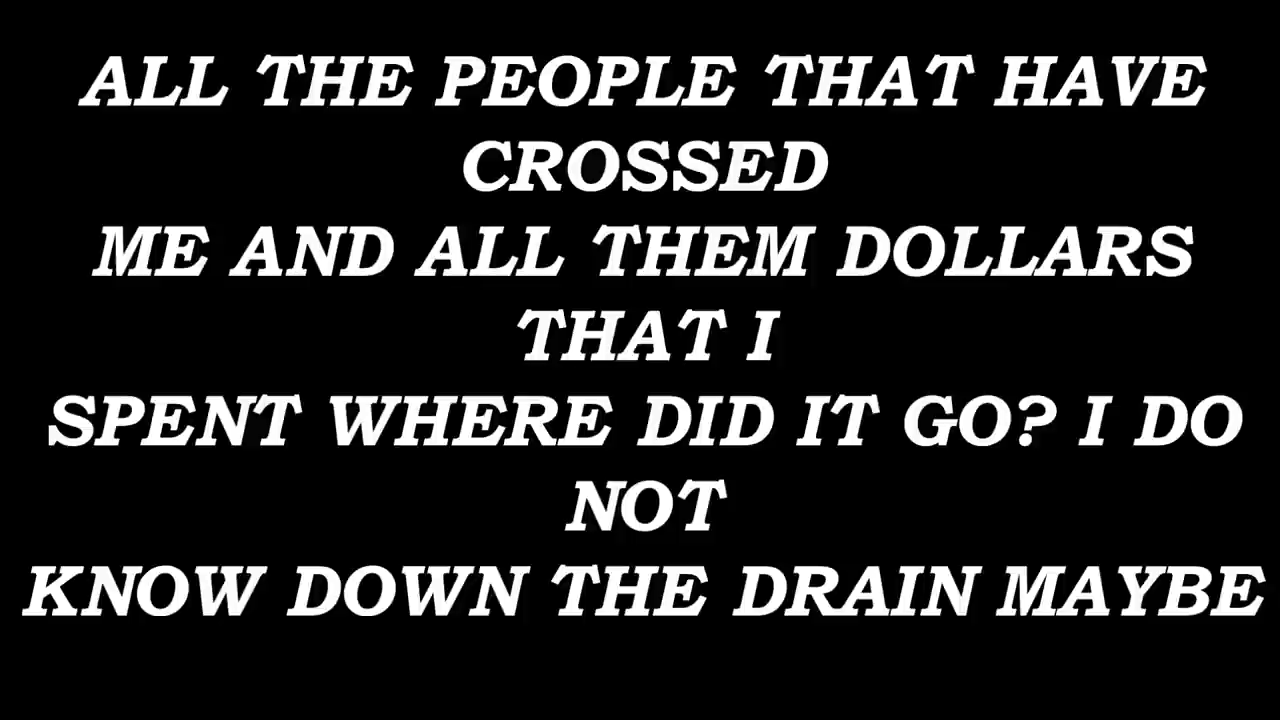 ALL THE PEOPLE THAT HAVE
CROSSED
ME AND ALL THEM DOLLARS
THAT I
SPENT WHERE DID IT GO? I DO
NOT
KNOW DOWN THE DRAIN MAYBE